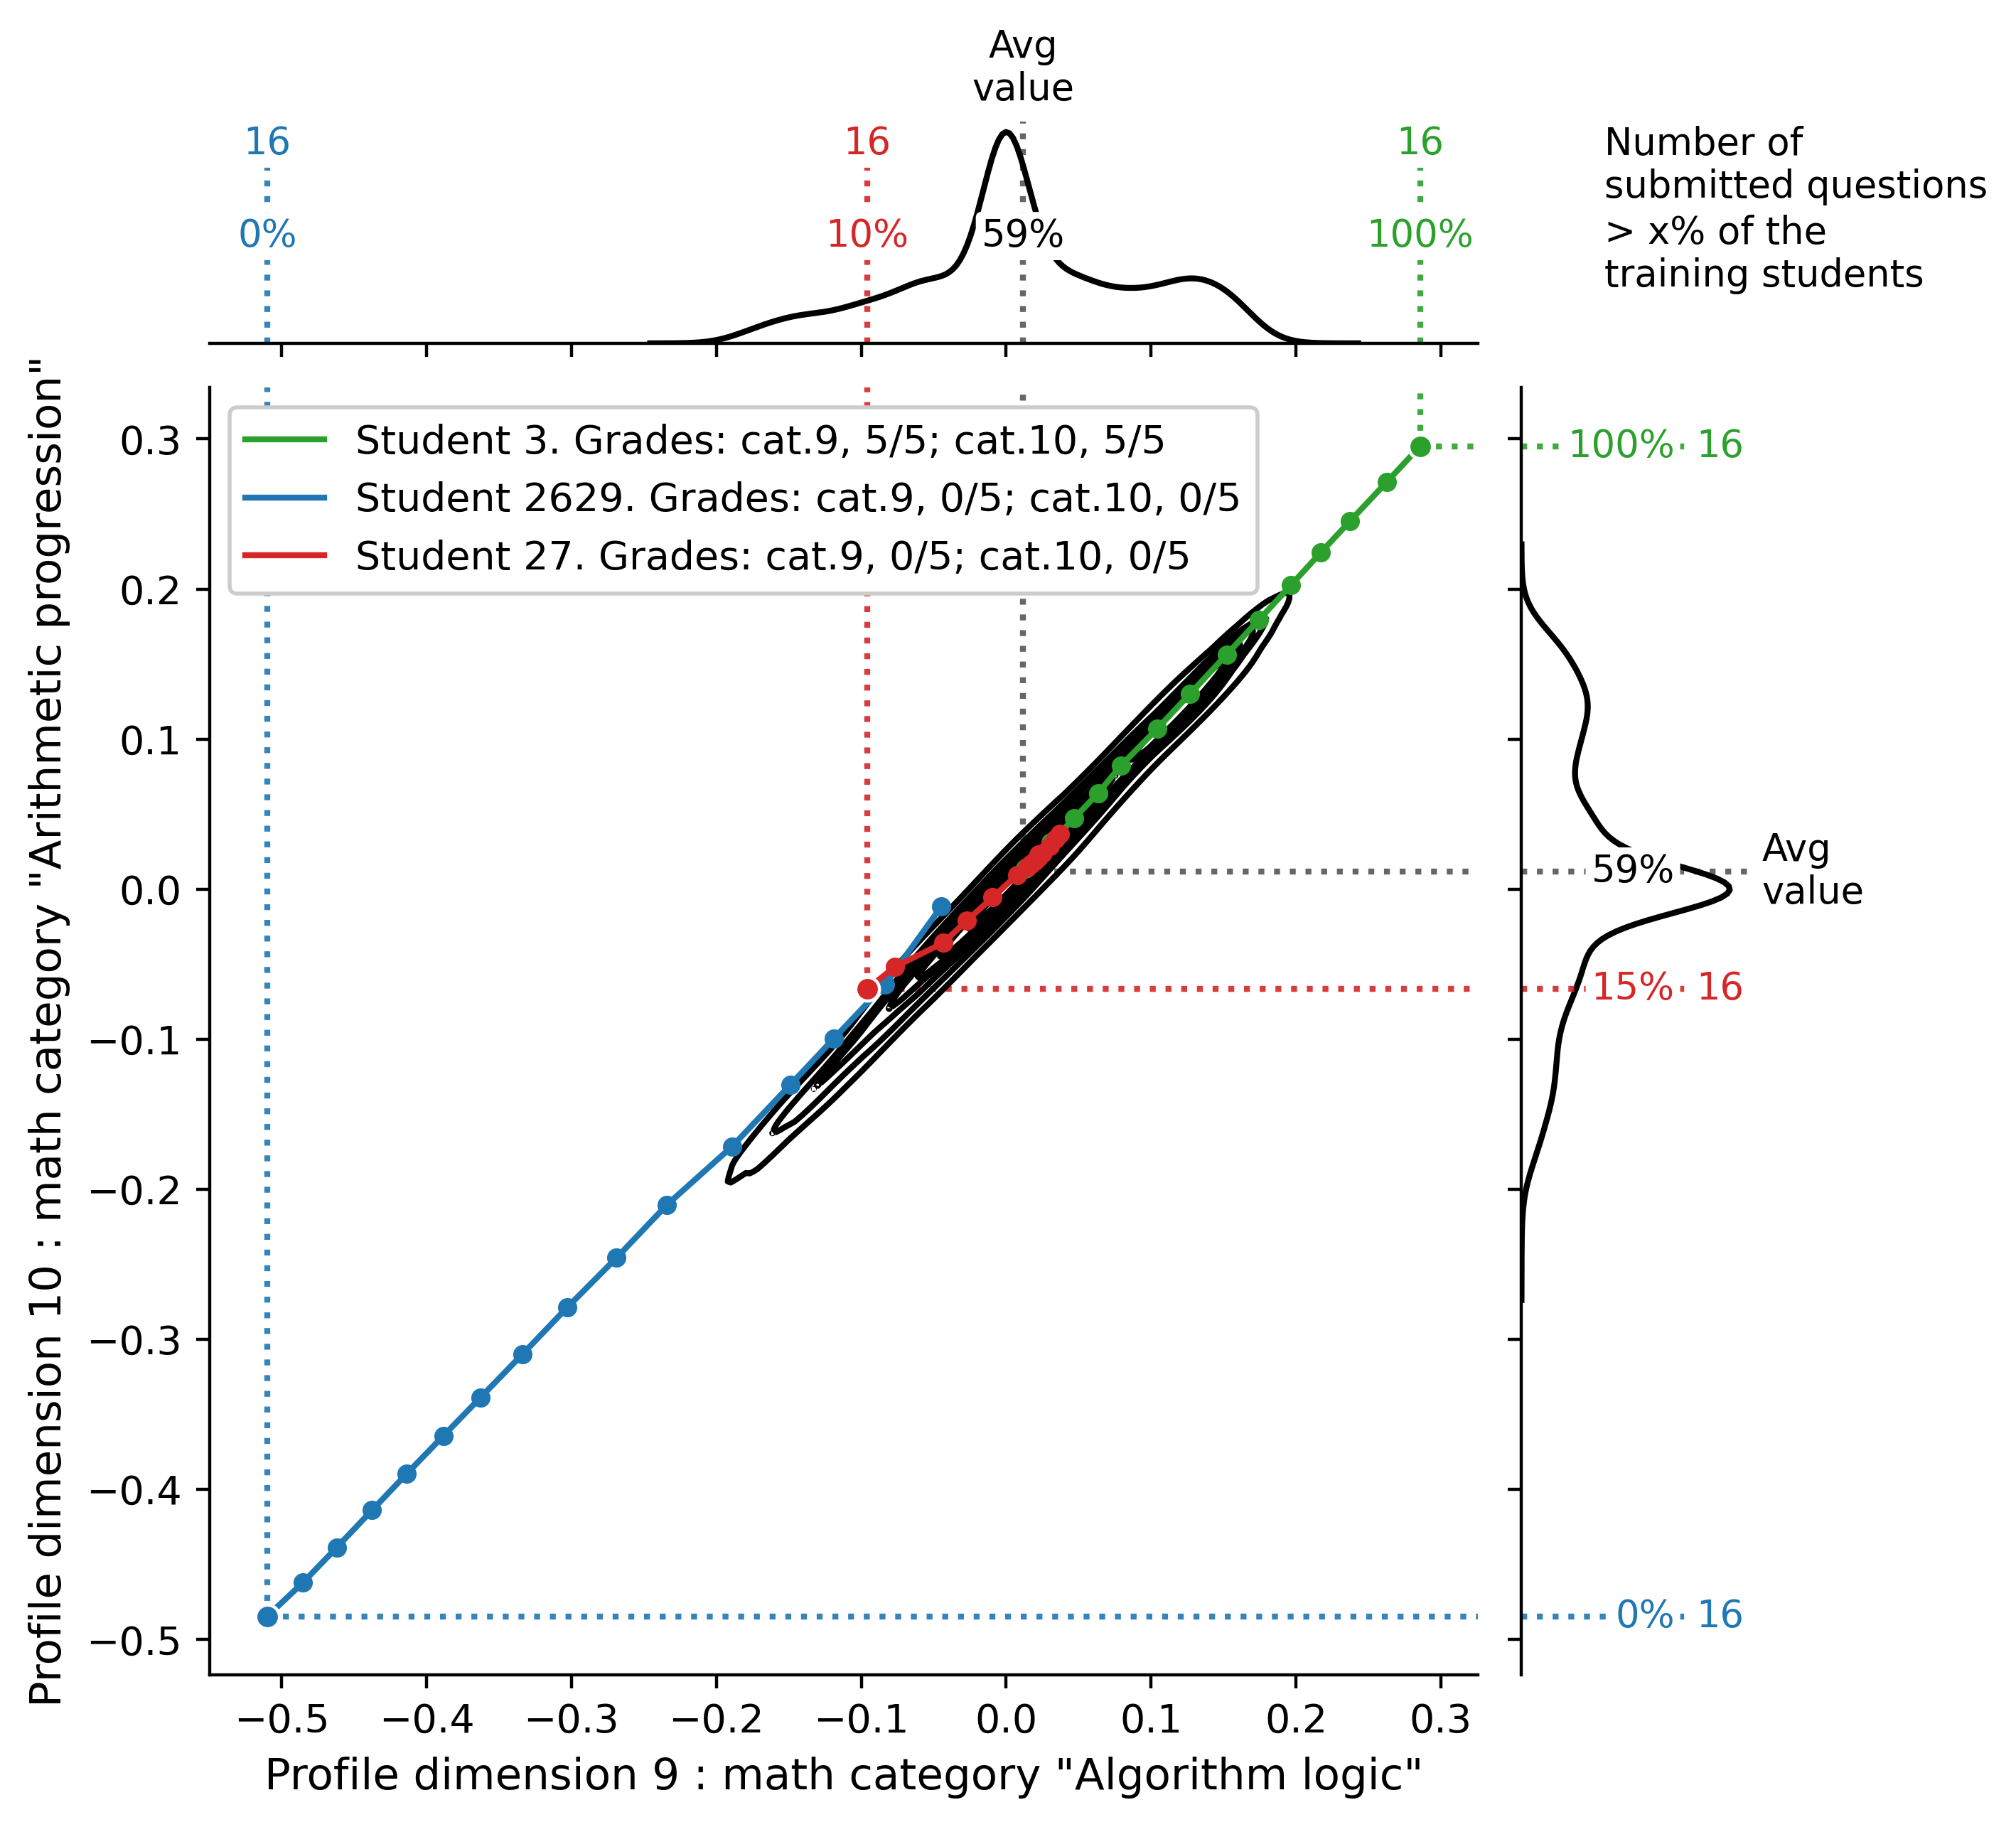 Avg
value
16
16
16
Number of
submitted questions
0%
10%
59%
100%
> x% of the
training students
Profile dimension 10 : math category "Arithmetic progression"
0.3
0.2
0.1
0.0
−0.1
−0.2
−0.3
−0.4
−0.5
Student 3. Grades: cat.9, 5/5; cat.10, 5/5
Student 2629. Grades: cat.9, 0/5; cat.10, 0/5
Student 27. Grades: cat.9, 0/5; cat.10, 0/5
100% 16
59%
Avg
value
15% 16
0% 16
−0.5
−0.4
−0.3
−0.2
−0.1
0.0
0.1
0.2
0.3
Profile dimension 9 : math category "Algorithm logic"